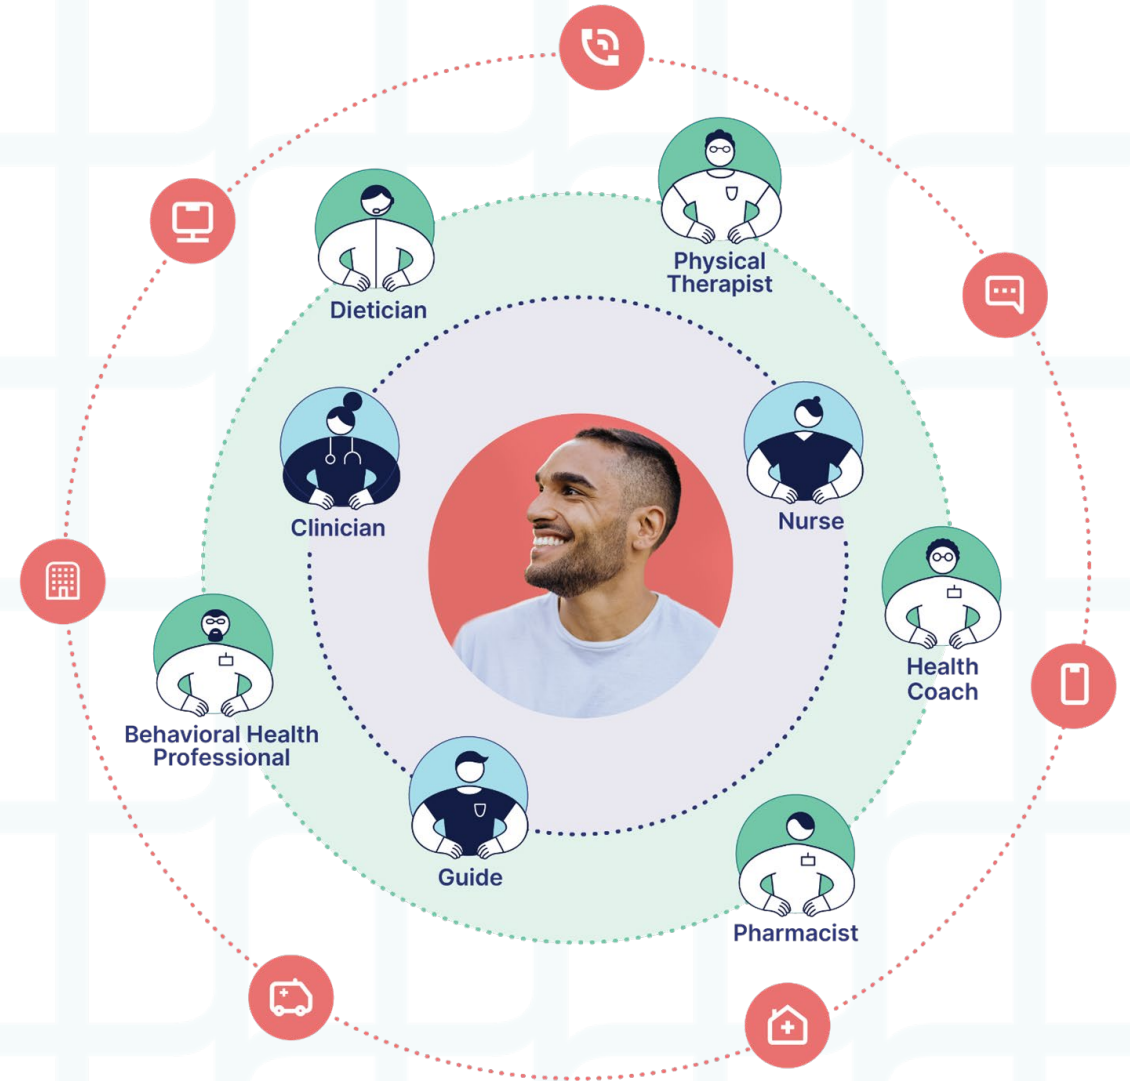 Physical
Therapist
Dietician
Nurse
Clinician
Health
Coach
Behavioral Health
Professional
Guide
Pharmacist